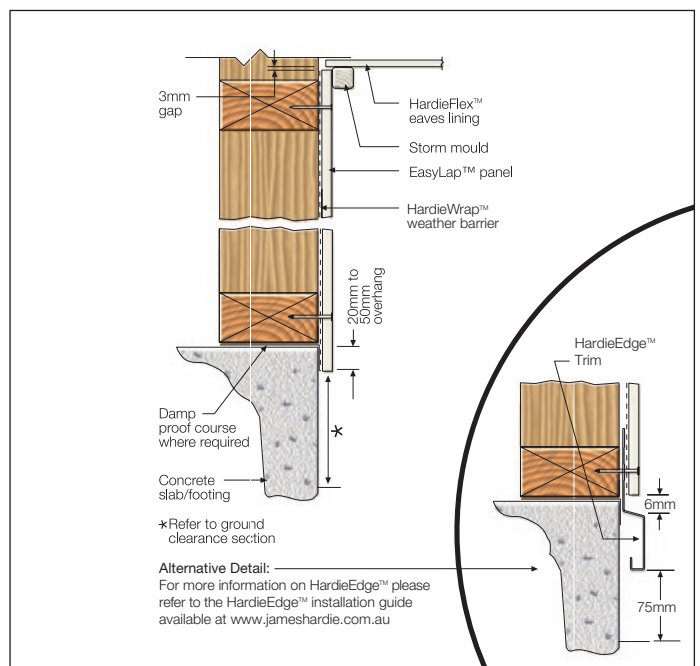 3mm
gap
HardieFlex™
eaves lining
Storm mould
EasyLap™ panel
HardieWrap™
weather barrier
20mm to
50mm
overhang
HardieEdge™
Trim
Damp
proof course
where required
*
Concrete
slab/footing
6mm
*Refer to ground
clearance section
Alternative Detail:
For more information on HardieEdge™ please
refer to the HardieEdge™ installation guide
available at www.jameshardie.com.au
75mm